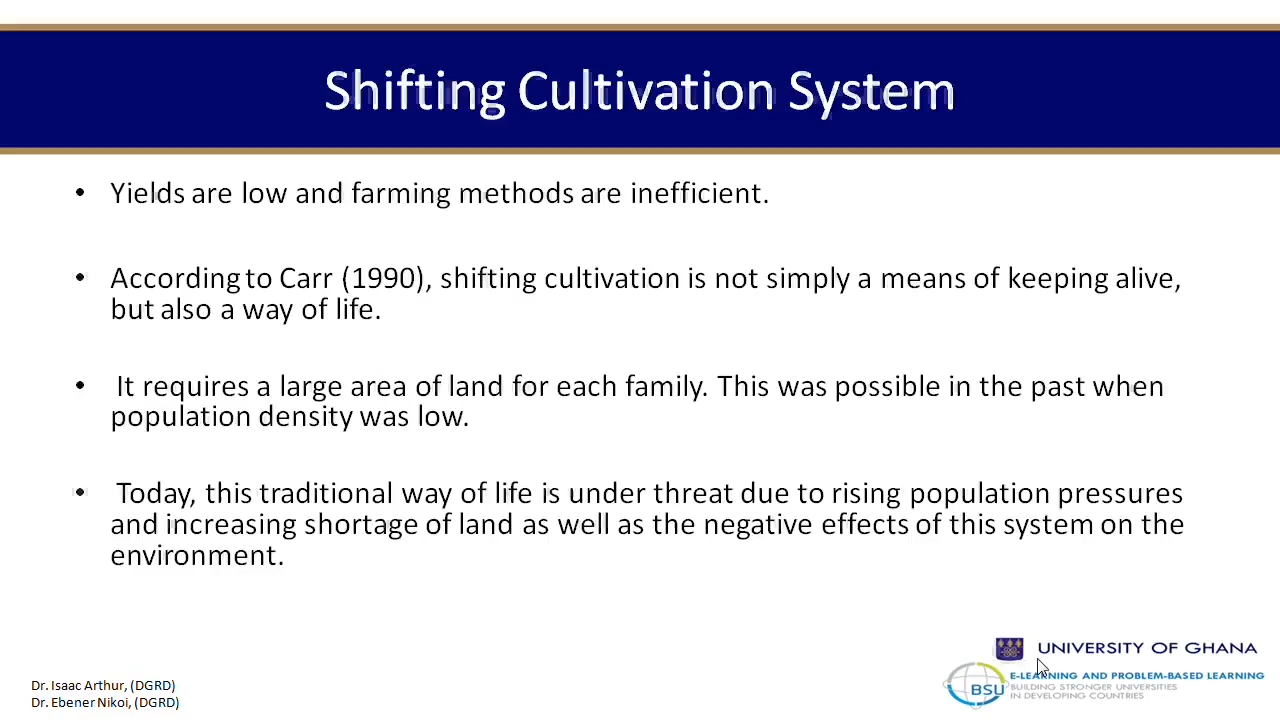 Shifting Cultivation System
• Yields are low and farming methods are inefficient.
• According to Carr (1990), shifting cultivation is not simply a means of keeping alive,
but also a way of life.
• It requires a large area of land for each family. This was possible in the past when
population density was low.
• Today, this traditional way of life is under threat due to rising population pressures
and increasing shortage of land as well as the negative effects of this system on the
environment.
UNIVERSITY OF GHANA
BSU
E-LEARNING AND PROBLEM-BASED LEARNING
BUILDING STRONGER UNIVERSITIES
IN DEVELOPING COUNTRIES
Dr. Isaac Arthur, (DGRD)
Dr. Ebener Nikoi, (DGRD)